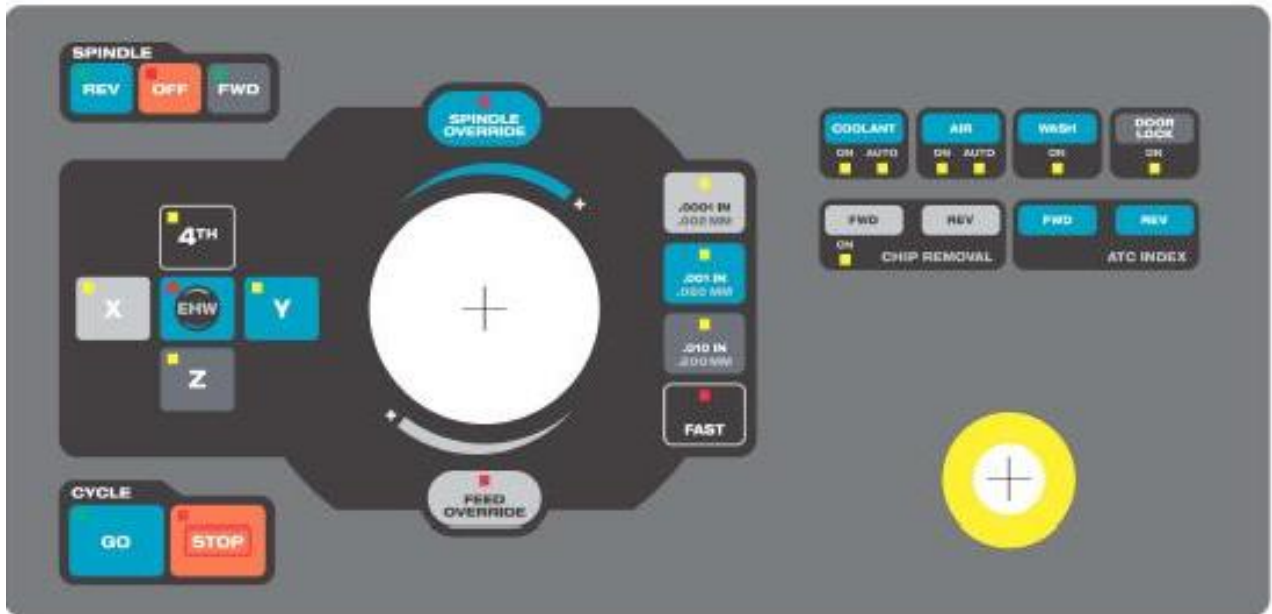 SPINDLE
REV OFF FWD
SPINDLE
OVERRIDE
COOLANT AIR WASH DOOR
LOCK
ON AUTO ON AUTO ON ON
.0001 IN
.002 MM
4TH
FWD REV FWD REV
ON
CHIP REMOVAL ATC INDEX
.001 IN
.020 MM
X EHW Y
.010 IN
.200 MM
Z
FAST
CYCLE
FEED
OVERRIDE
GO STOP